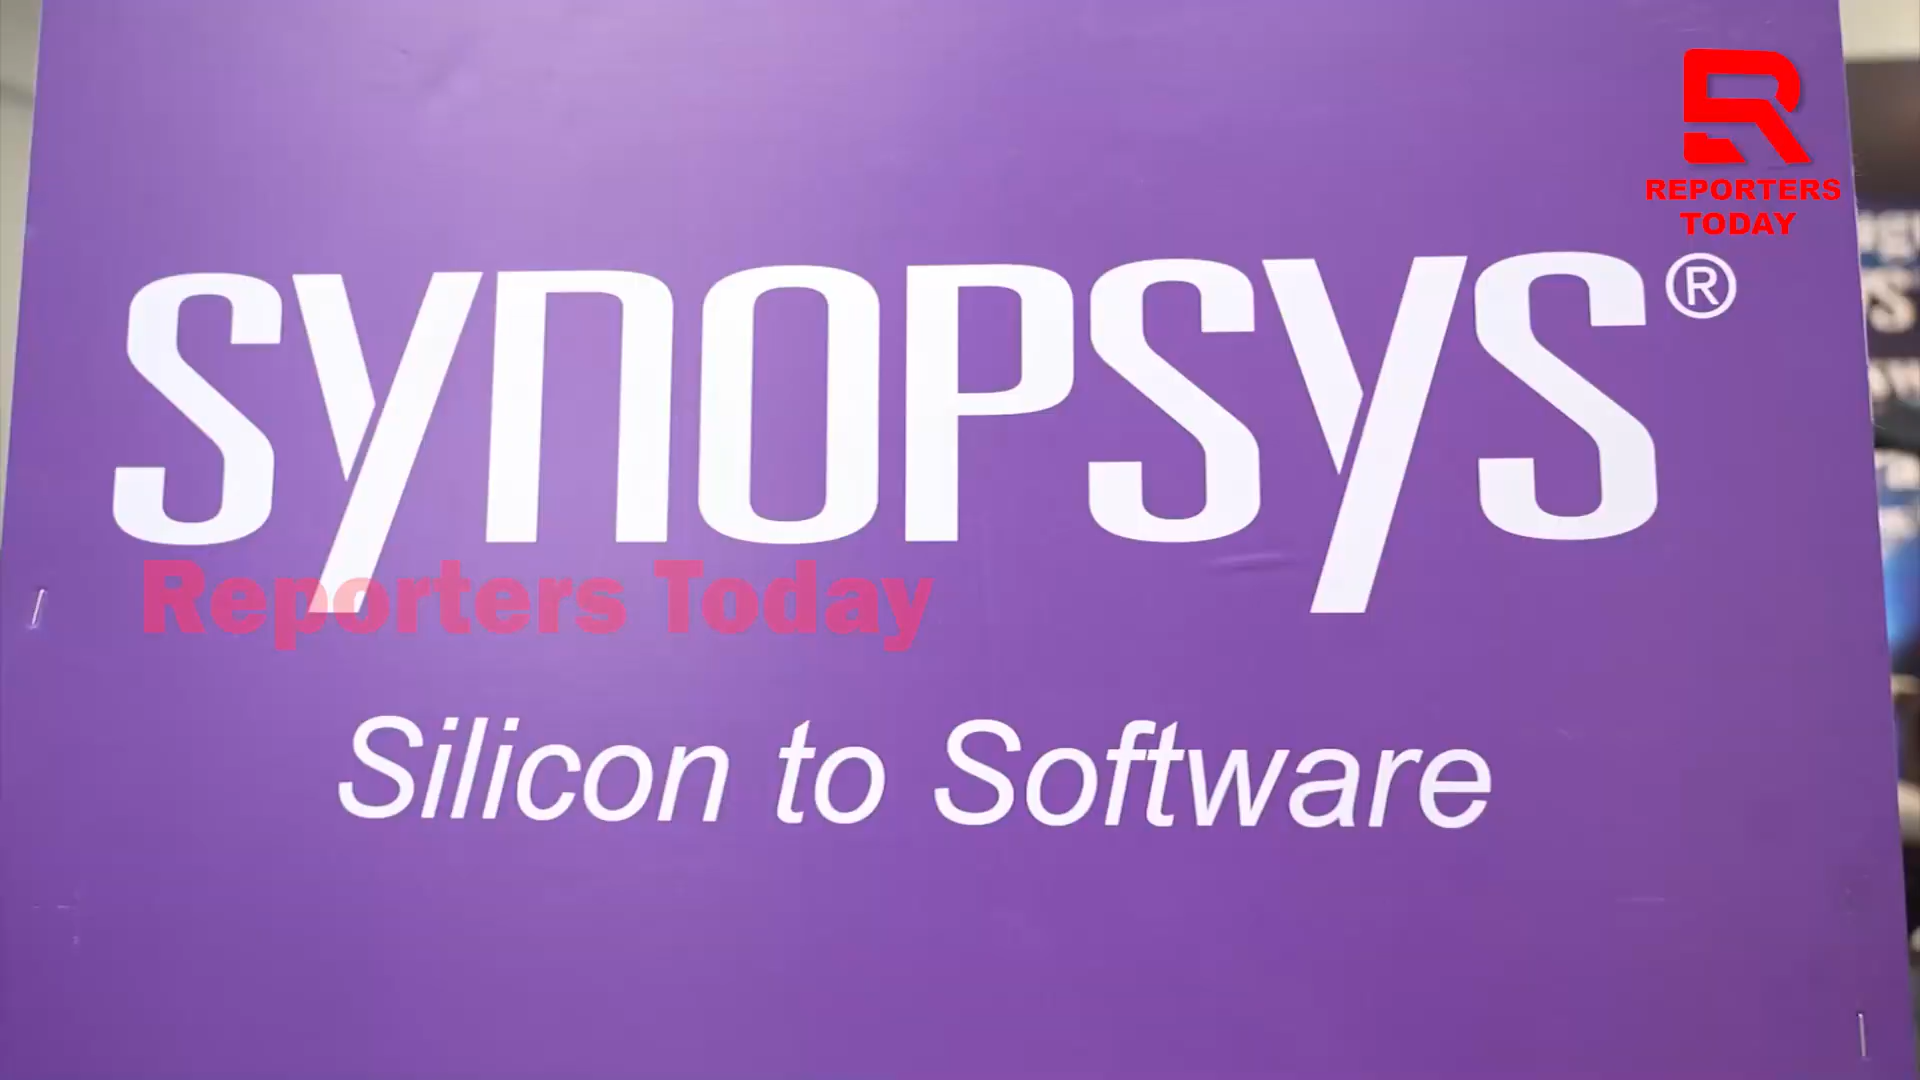 REPORTERS
TODAY
SYNOPSYS®
Reporters Today
Silicon to Software